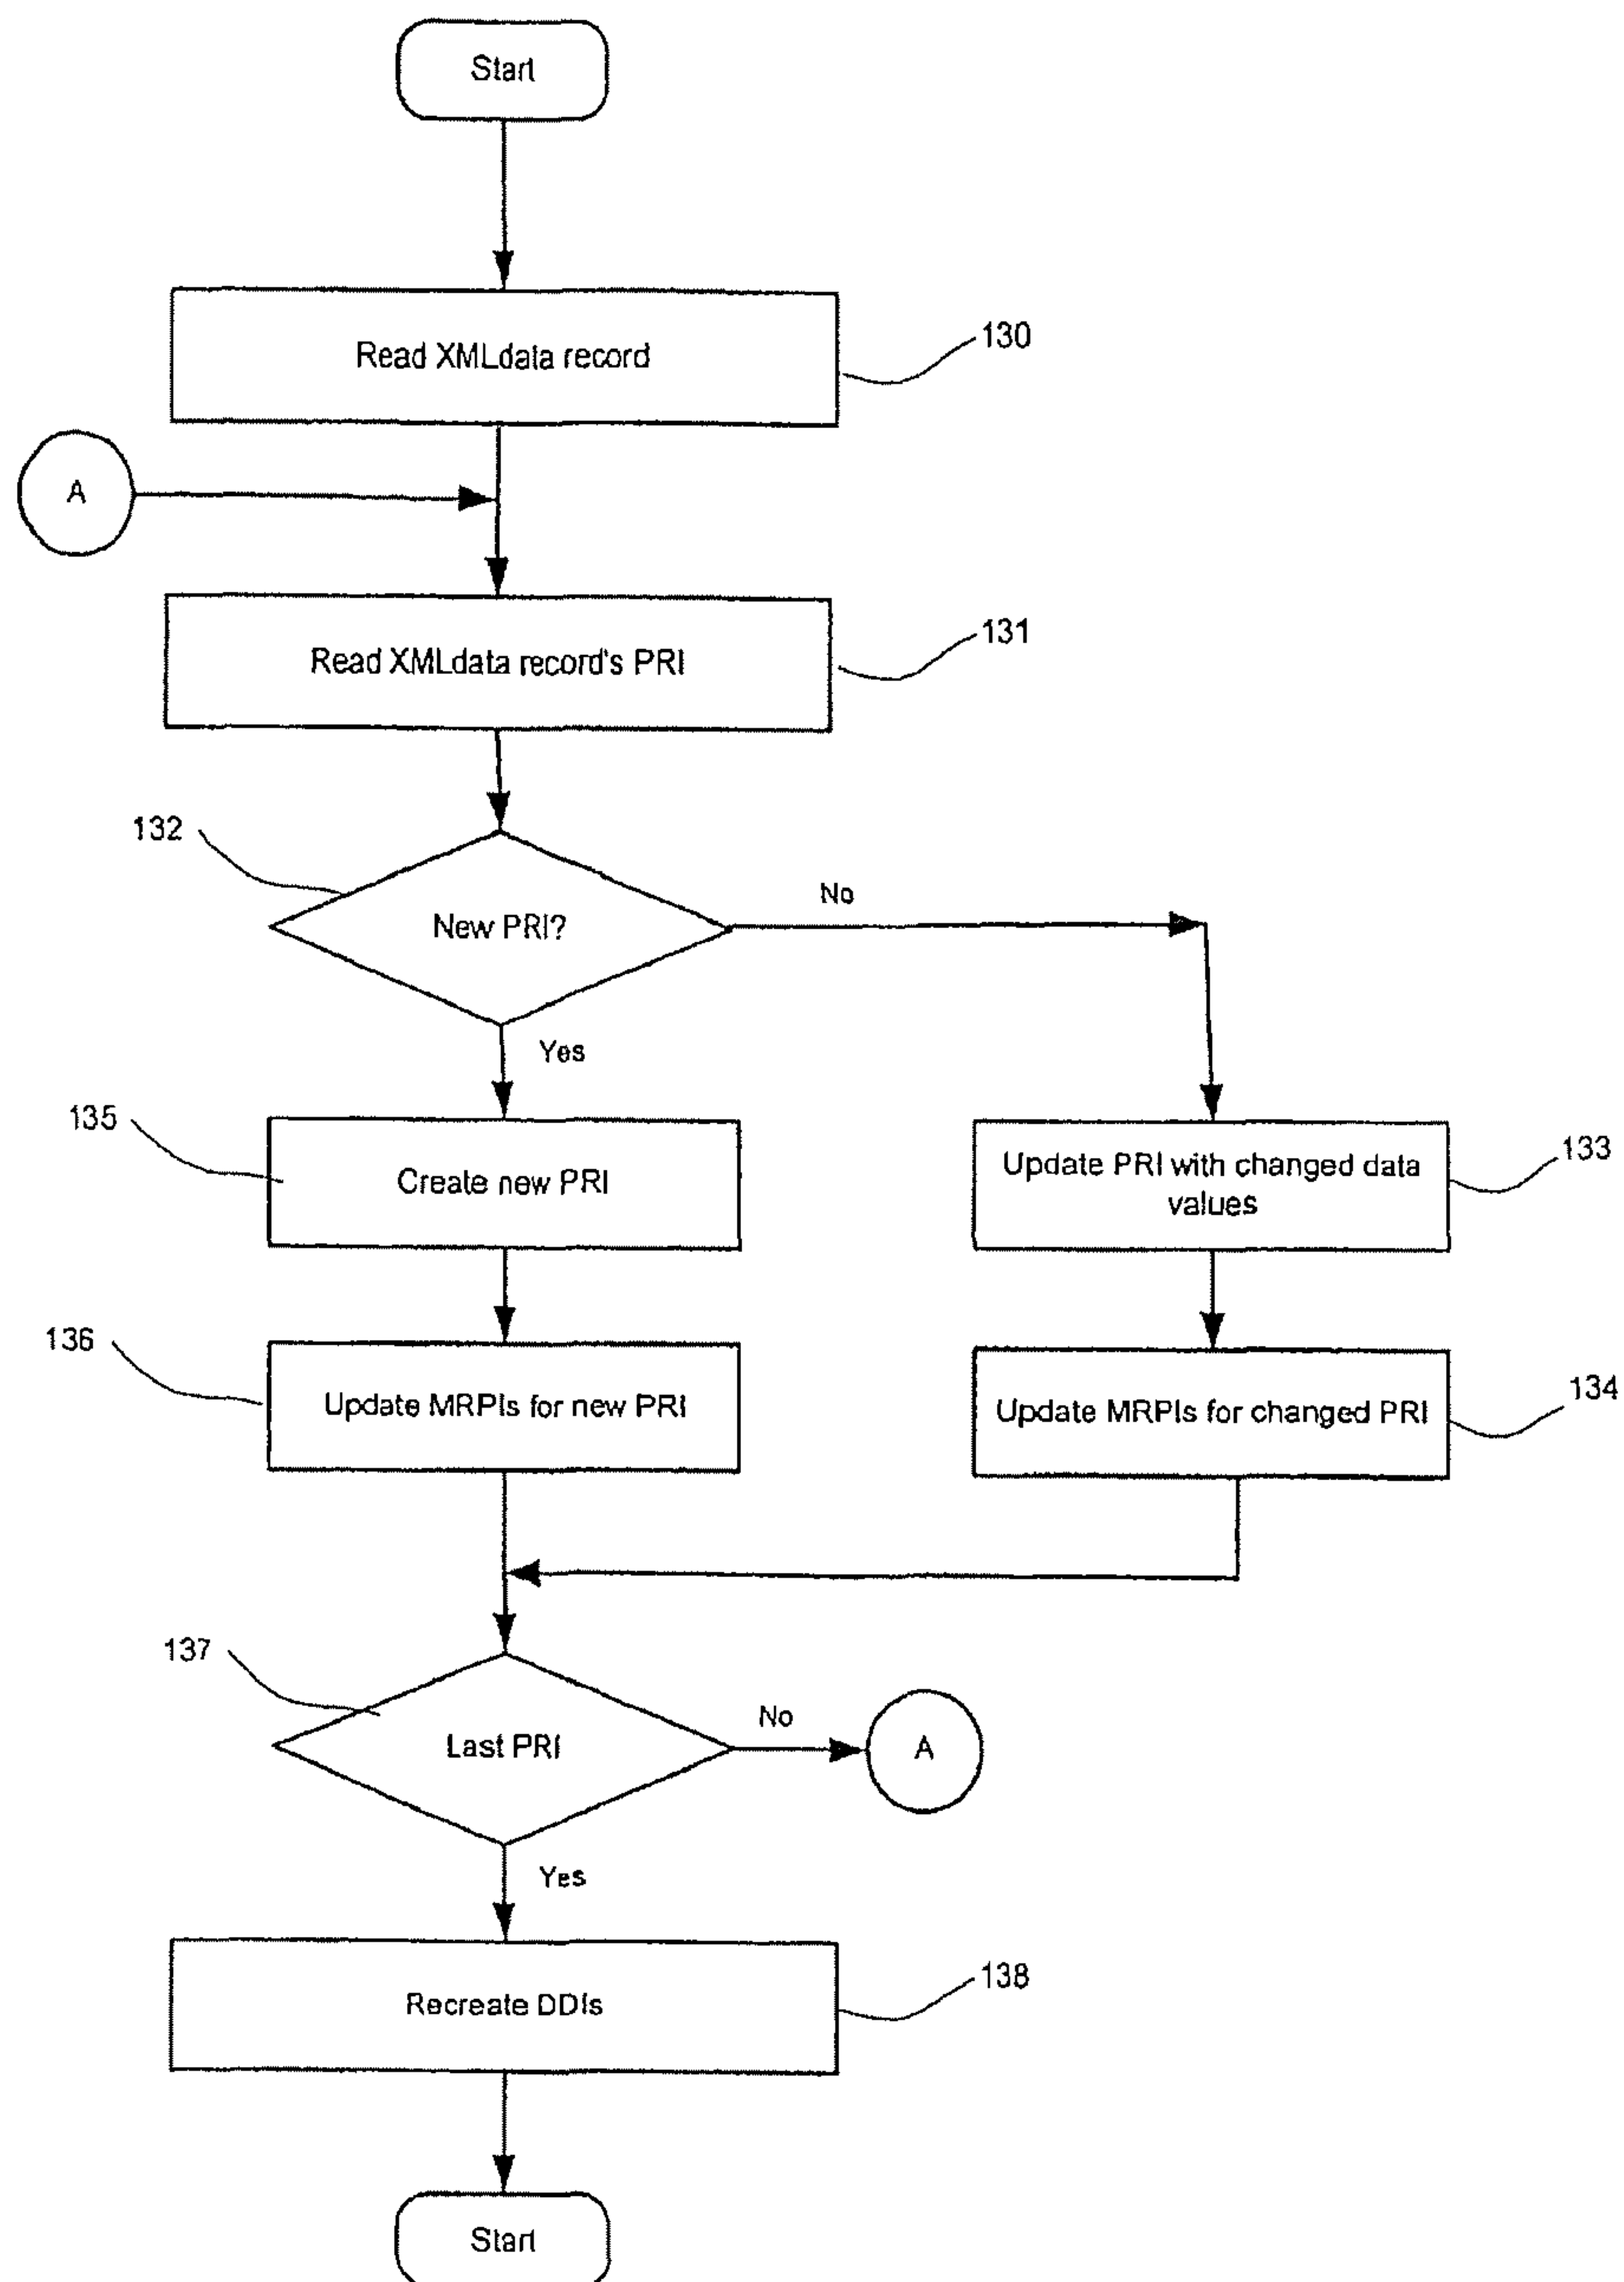 Start
Read XMLdata record
130
A
Read XMLdata record's PRI
131
132
New PRI?
No
Yes
135
Create new PRI
Update PRI with changed data
values
133
136
Update MRPIs for new PRI
Update MRPIs for changed PRI
134
137
Last PRI
No
A
Yes
Recreate DDIs
138
Start